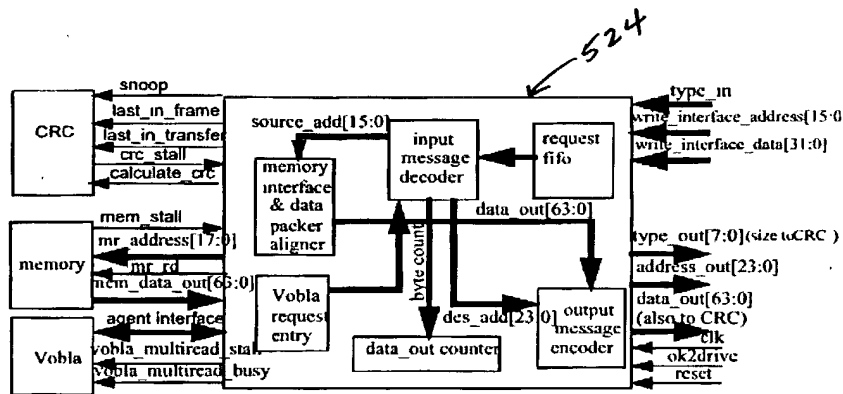 524
snoop
last_in_frame
last_in_transfer
crc_stall
calculate_crc
CRC
mem_stall
mr_address[17:0]
mr_rd
mem_data_out[63:0]
memory
agent interface
vobla_multiread_stall
vobla_multiread_busy
Vobla
source_add[15:0]
input
message
decoder
request
fifo
memory
interface
& data
packer
aligner
data_out[63:0]
byte count
Vobla
request
entry
des_add[23:0]
data_out counter
output
message
encoder
type_in
write_interface_address[15:0
write_interface_data[31:0]
type_out[7:0](size toCRC)
address_out[23:0]
data_out[63:0]
(also to CRC)
clk
ok2drive
reset